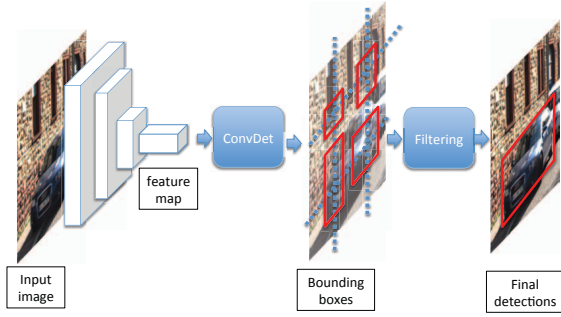 ConvDet
Filtering
feature
map
Input
image
Bounding
boxes
Final
detections